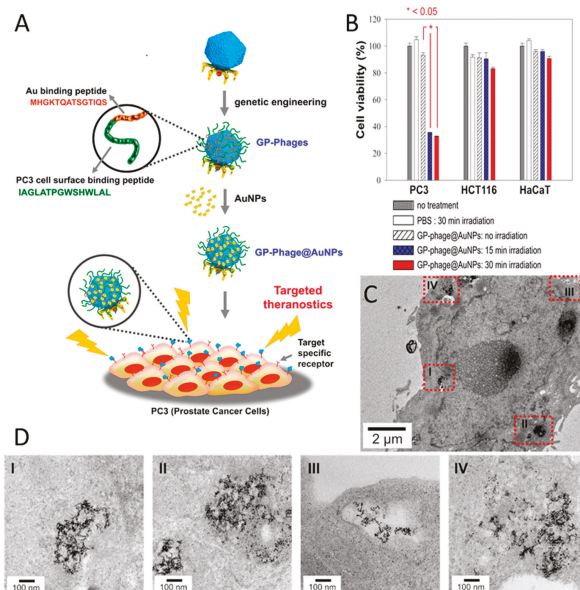 A
Au binding peptide
MHGKTQATSGTIQS
genetic engineering
GP-Phages
PC3 cell surface binding peptide
IAGLATPGWSHWLAL
AuNPs
GP-Phage@AuNPs
Targeted
theranostics
Target
specific
receptor
PC3 (Prostate Cancer Cells)
B
* < 0.05
*
Cell viability (%)
120
100
80
60
40
20
0
PC3 HCT116 HaCaT
no treatment
PBS : 30 min irradiation
GP-phage@AuNPs: no irradiation
GP-phage@AuNPs: 15 min irradiation
GP-phage@AuNPs: 30 min irradiation
C
IV
III
I
II
2 μm
D
I
100 nm
II
100 nm
III
100 nm
IV
100 nm